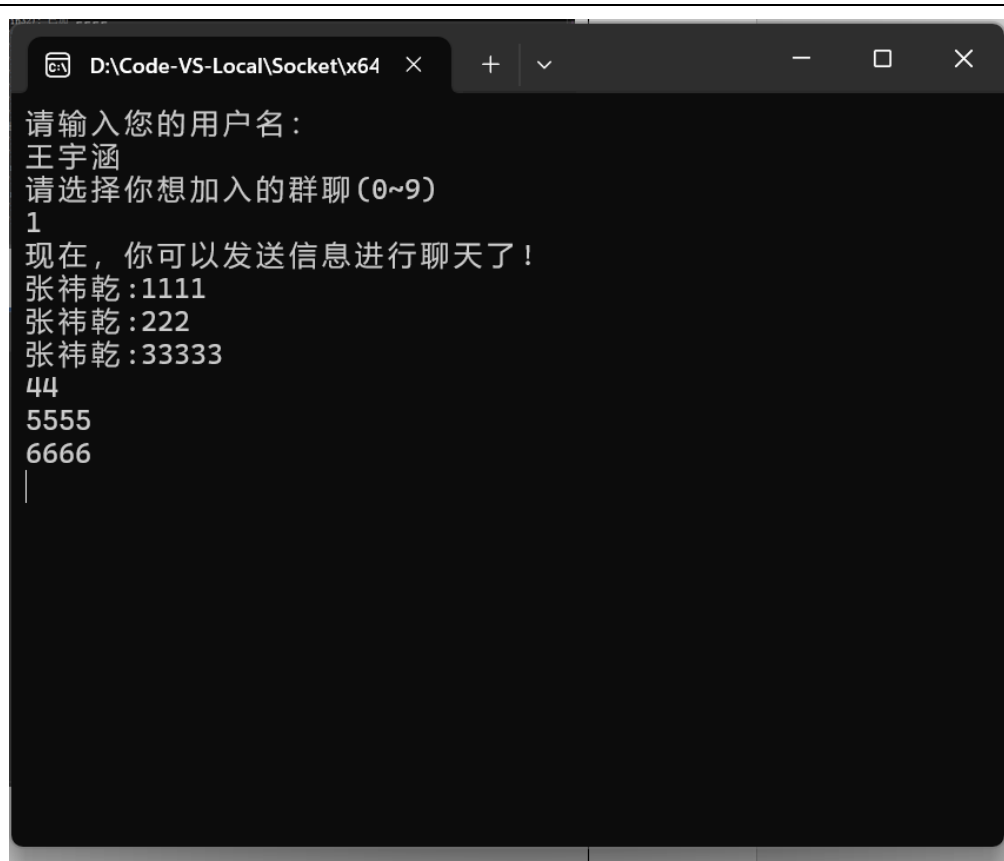 D:\Code-VS-Local\Socket\x64
请输入您的用户名:
王宇涵
请选择你想加入的群聊(0~9)
1
现在, 你可以发送信息进行聊天了!
张祎乾:1111
张祎乾:222
张祎乾:33333
44
5555
6666